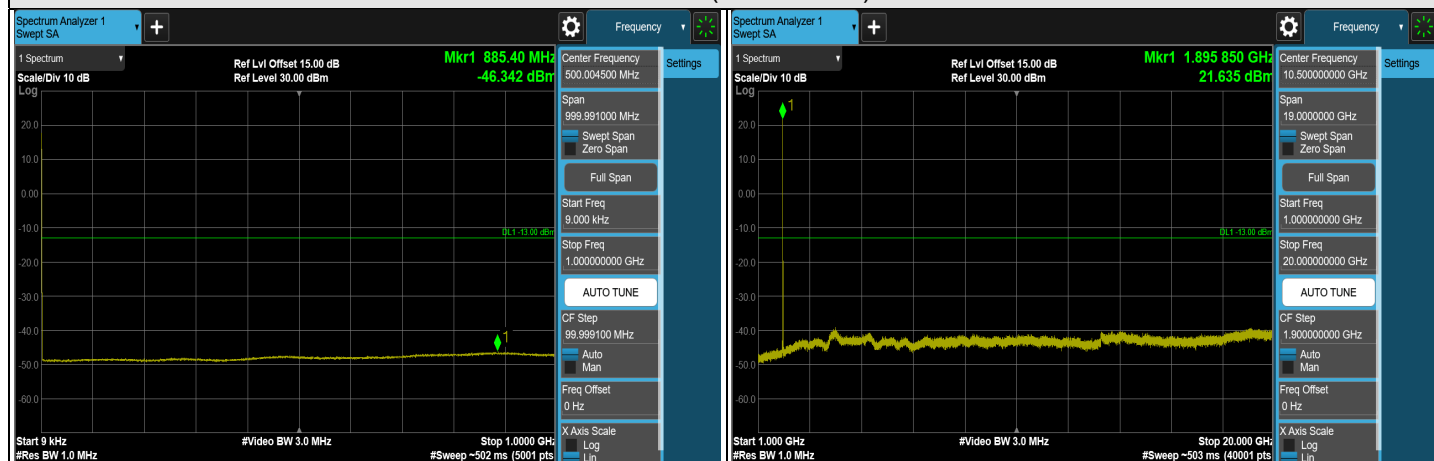 Spectrum Analyzer 1
Swept SA
+
Frequency
1 Spectrum
Scale/Div 10 dB
Log
Ref Lvl Offset 15.00 dB
Ref Level 30.00 dBm
Mkr1 885.40 MHz
-46.342 dBm
1
20.0
10.0
0.00
-10.0
-20.0
-30.0
-40.0
-50.0
-60.0
DL1 -13.00 dBm
Start 9 kHz
#Res BW 1.0 MHz
#Video BW 3.0 MHz
Stop 1.0000 GHz
#Sweep ~502 ms (5001 pts
Center Frequency
500.004500 MHz
Settings
Span
999.991000 MHz
Swept Span
Zero Span
Full Span
Start Freq
9.000 kHz
Stop Freq
1.000000000 GHz
AUTO TUNE
CF Step
99.999100 MHz
Auto
Man
Freq Offset
0 Hz
X Axis Scale
Log
Lin
Spectrum Analyzer 1
Swept SA
+
Frequency
1 Spectrum
Scale/Div 10 dB
Log
Ref Lvl Offset 15.00 dB
Ref Level 30.00 dBm
Mkr1 1.895 850 GHz
21.635 dBm
1
20.0
10.0
0.00
-10.0
-20.0
-30.0
-40.0
-50.0
-60.0
DL1 -13.00 dBm
Start 1.000 GHz
#Res BW 1.0 MHz
#Video BW 3.0 MHz
Stop 20.000 GHz
#Sweep ~503 ms (40001 pts
Center Frequency
10.500000000 GHz
Settings
Span
19.0000000 GHz
Swept Span
Zero Span
Full Span
Start Freq
1.000000000 GHz
Stop Freq
20.000000000 GHz
AUTO TUNE
CF Step
1.900000000 GHz
Auto
Man
Freq Offset
0 Hz
X Axis Scale
Log
Lin